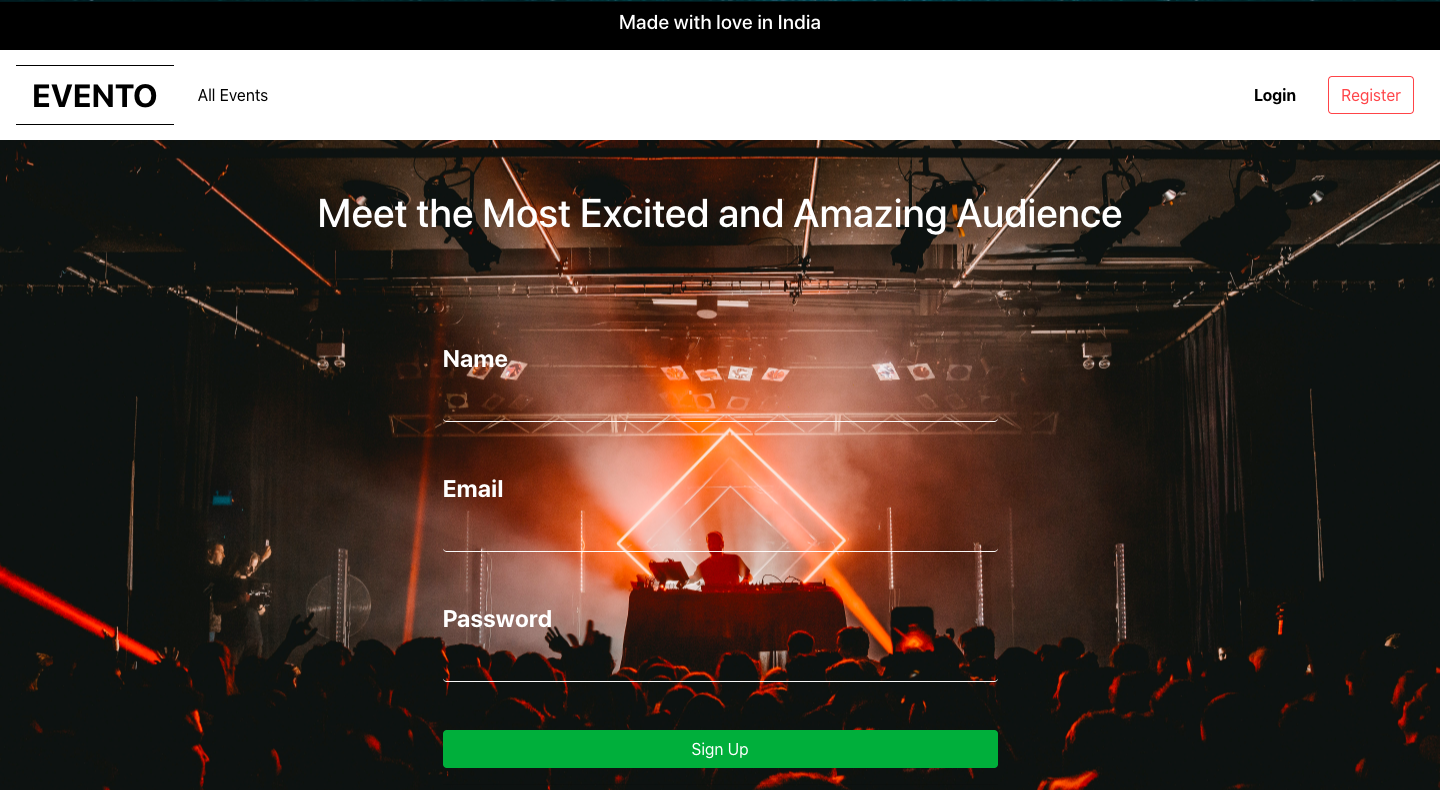 Made with love in India
EVENTO
All Events
Login
Register
Meet the Most Excited and Amazing Audience
Name
Email
Password
Sign Up